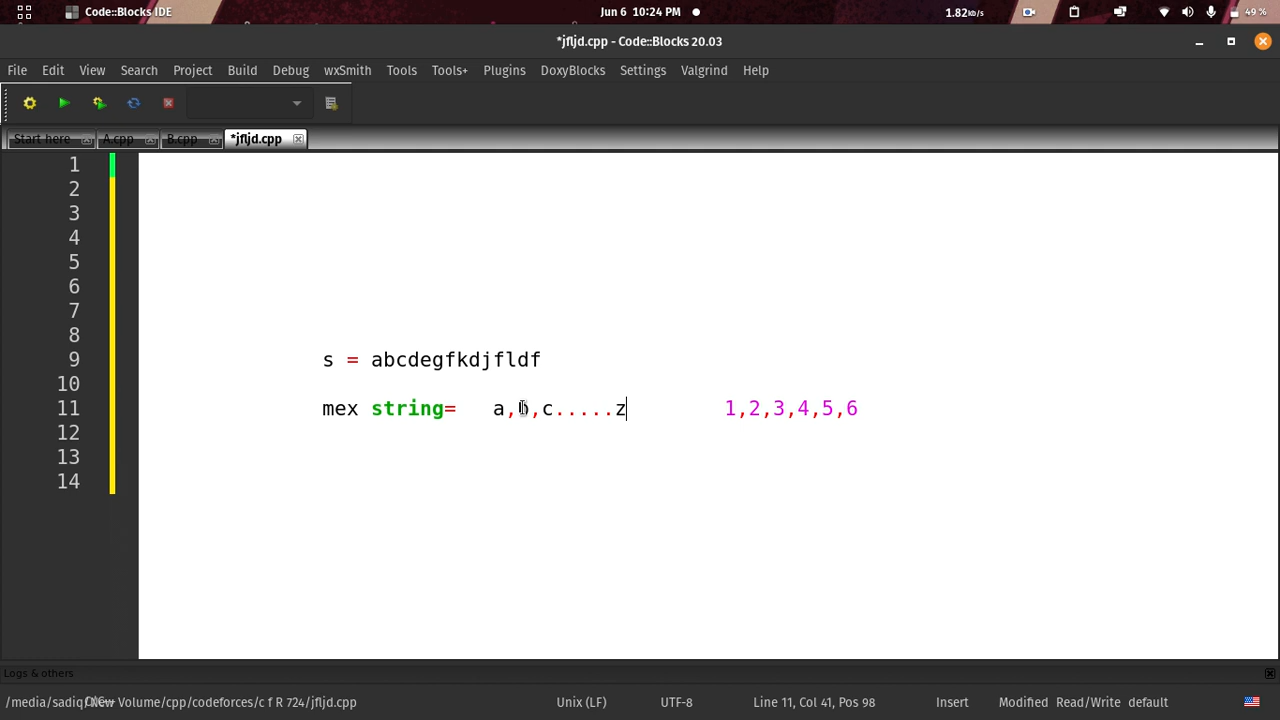 Code::Blocks IDE
Jun 6 10:24 PM
1.82kb/s
49 %
*jfljd.cpp - Code::Blocks 20.03
File Edit View Search Project Build Debug wxSmith Tools Tools+ Plugins DoxyBlocks Settings Valgrind Help
Start here A.cpp B.cpp *jfljd.cpp
1
2
3
4
5
6
7
8
9 s = abcdegfkdjfldf
10
11 mex string= a,b,c.....z 1,2,3,4,5,6
12
13
14
Logs & others
/media/sadiq/New Volume/cpp/codeforces/c f R 724/jfljd.cpp Unix (LF) UTF-8 Line 11, Col 41, Pos 98 Insert Modified Read/Write default